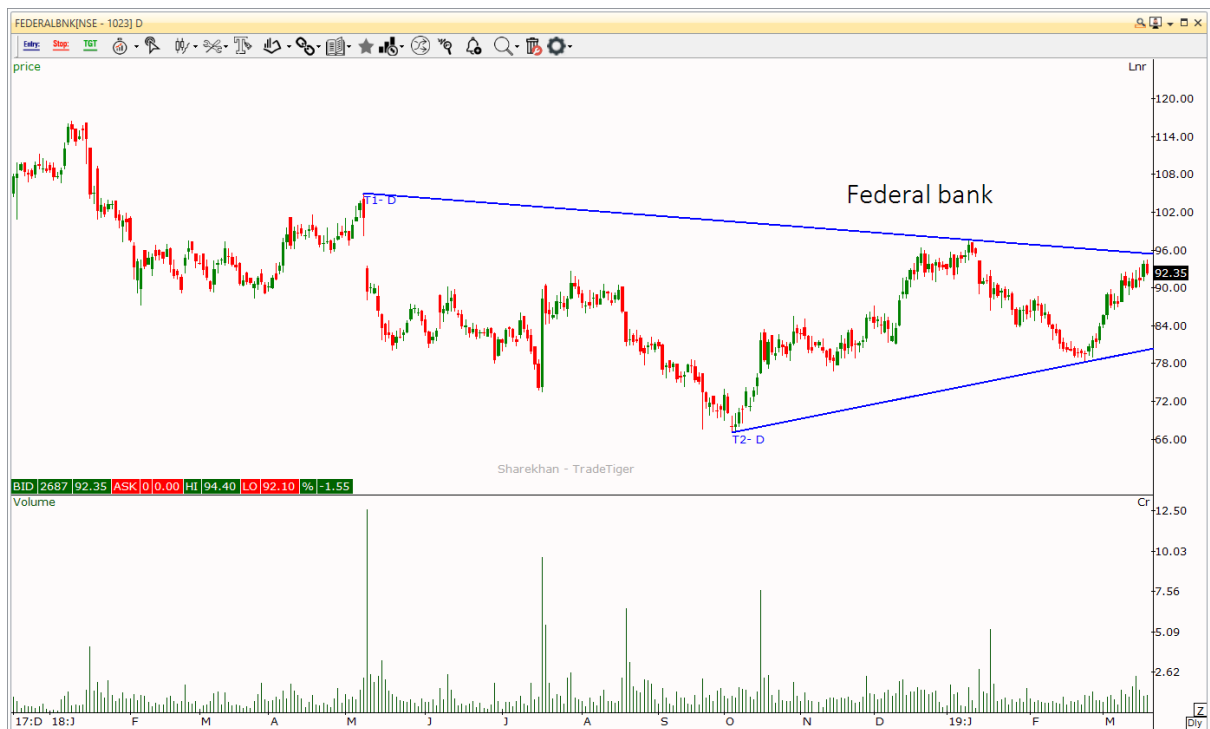 FEDERALBNK[NSE - 1023] D
Entry: Stop: TGT
price Lnr
120.00
114.00
108.00
T1- D
Federal bank
102.00
96.00
92.35
90.00
84.00
78.00
72.00
T2- D
66.00
Sharekhan - TradeTiger
BID 2687 92.35 ASK 0 0.00 HI 94.40 LO 92.10 % -1.55
Volume Cr
12.50
10.03
7.56
5.09
2.62
17:D 18:J F M A M J J A S O N D 19:J F M Z
Dly